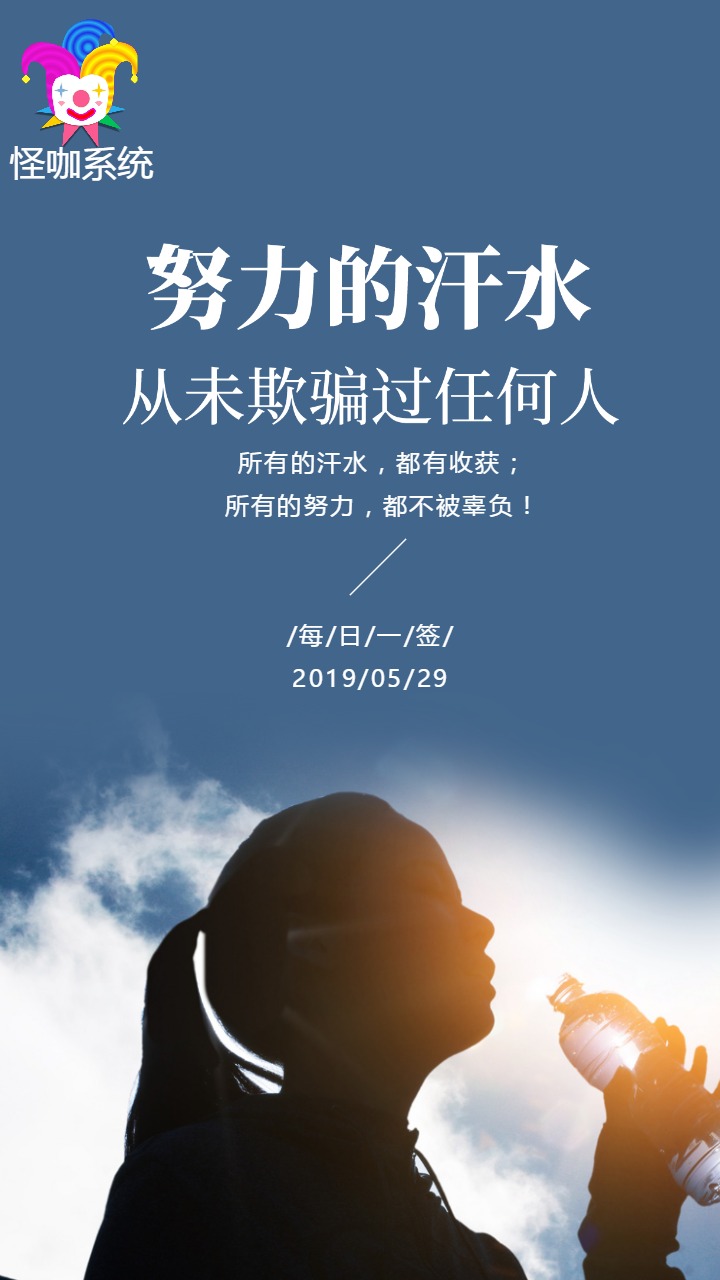 怪咖系统
努力的汗水
从未欺骗过任何人
所有的汗水，都有收获；
所有的努力，都不被辜负！
/每/日/一/签/
2019/05/29